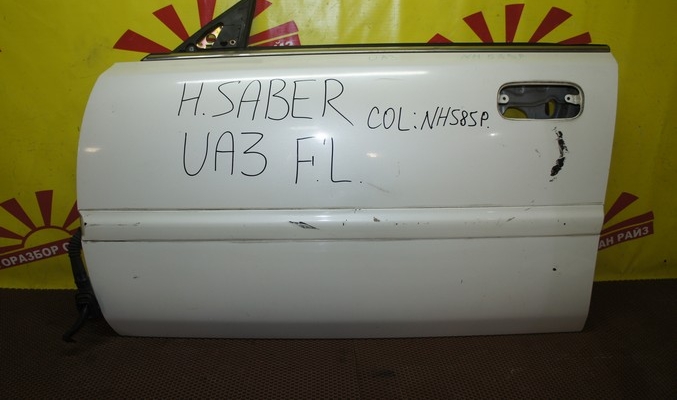 H.SABER
COL:NH585P.
UA3 F.L.
ОРАЗБОР С
АН РАЙЗ